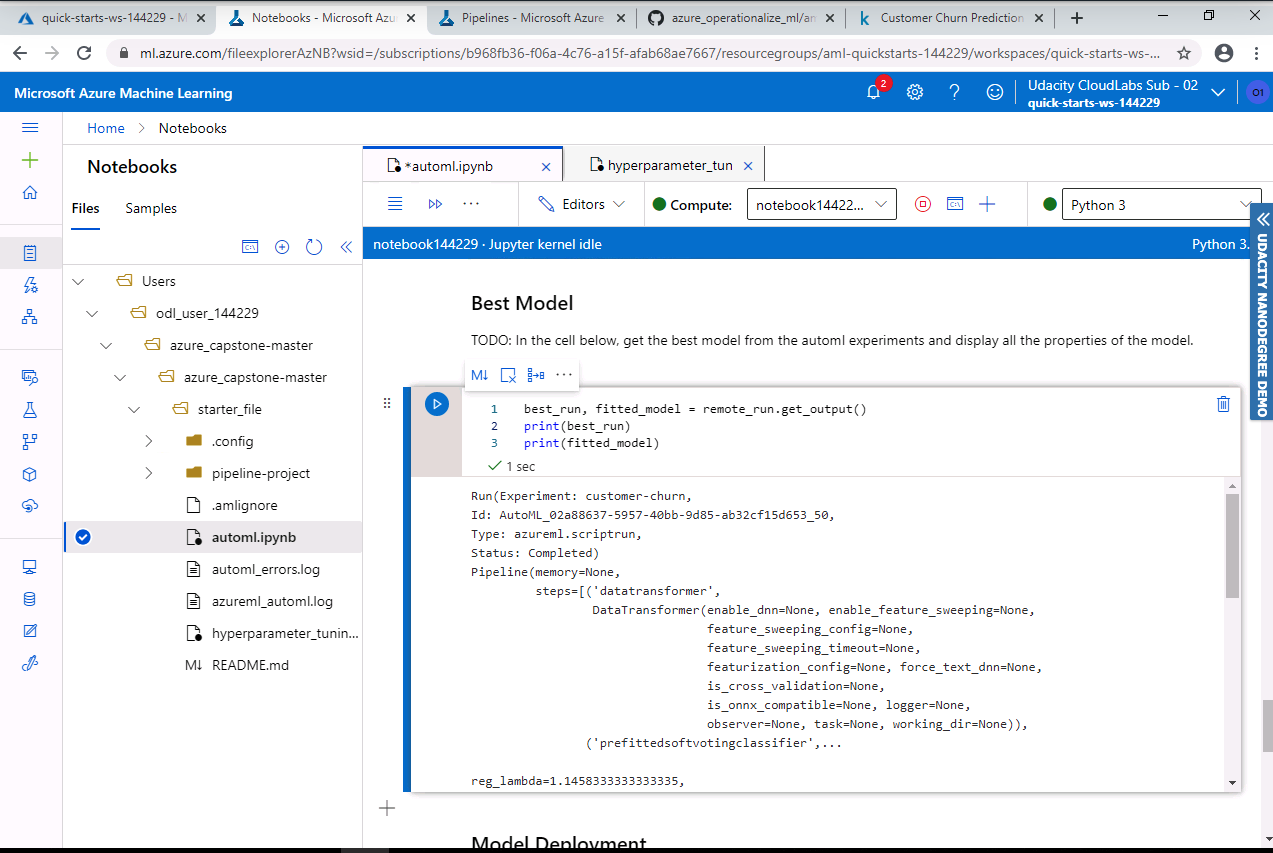 quick-starts-ws-144229 - M
Notebooks - Microsoft Azu
Pipelines - Microsoft Azure
azure_operationalize_ml/an
Customer Churn Prediction
ml.azure.com/fileexplorerAzNB?wsid=/subscriptions/b968fb36-f06a-4c76-a15f-afab68ae7667/resourcegroups/aml-quickstarts-144229/workspaces/quick-starts-ws-...
Microsoft Azure Machine Learning
2
Udacity CloudLabs Sub - 02
quick-starts-ws-144229
O1
Home > Notebooks
Notebooks
Files
Samples
Users
odl_user_144229
azure_capstone-master
azure_capstone-master
starter_file
.config
pipeline-project
.amlignore
automl.ipynb
automl_errors.log
azureml_automl.log
hyperparameter_tunin...
M↓ README.md
*automl.ipynb
hyperparameter_tun
Editors
Compute:
notebook14422...
Python 3
notebook144229 · Jupyter kernel idle
Python 3.
UDACITY NANODEGREE DEMO
Best Model
TODO: In the cell below, get the best model from the automl experiments and display all the properties of the model.
M↓
1 best_run, fitted_model = remote_run.get_output()
2 print(best_run)
3 print(fitted_model)
1 sec
Run(Experiment: customer-churn,
Id: AutoML_02a88637-5957-40bb-9d85-ab32cf15d653_50,
Type: azureml.scriptrun,
Status: Completed)
Pipeline(memory=None,
steps=[('datatransformer',
DataTransformer(enable_dnn=None, enable_feature_sweeping=None,
feature_sweeping_config=None,
feature_sweeping_timeout=None,
featurization_config=None, force_text_dnn=None,
is_cross_validation=None,
is_onnx_compatible=None, logger=None,
observer=None, task=None, working_dir=None)),
('prefittedsoftvotingclassifier',...
reg_lambda=1.1458333333333335,
Model Deployment